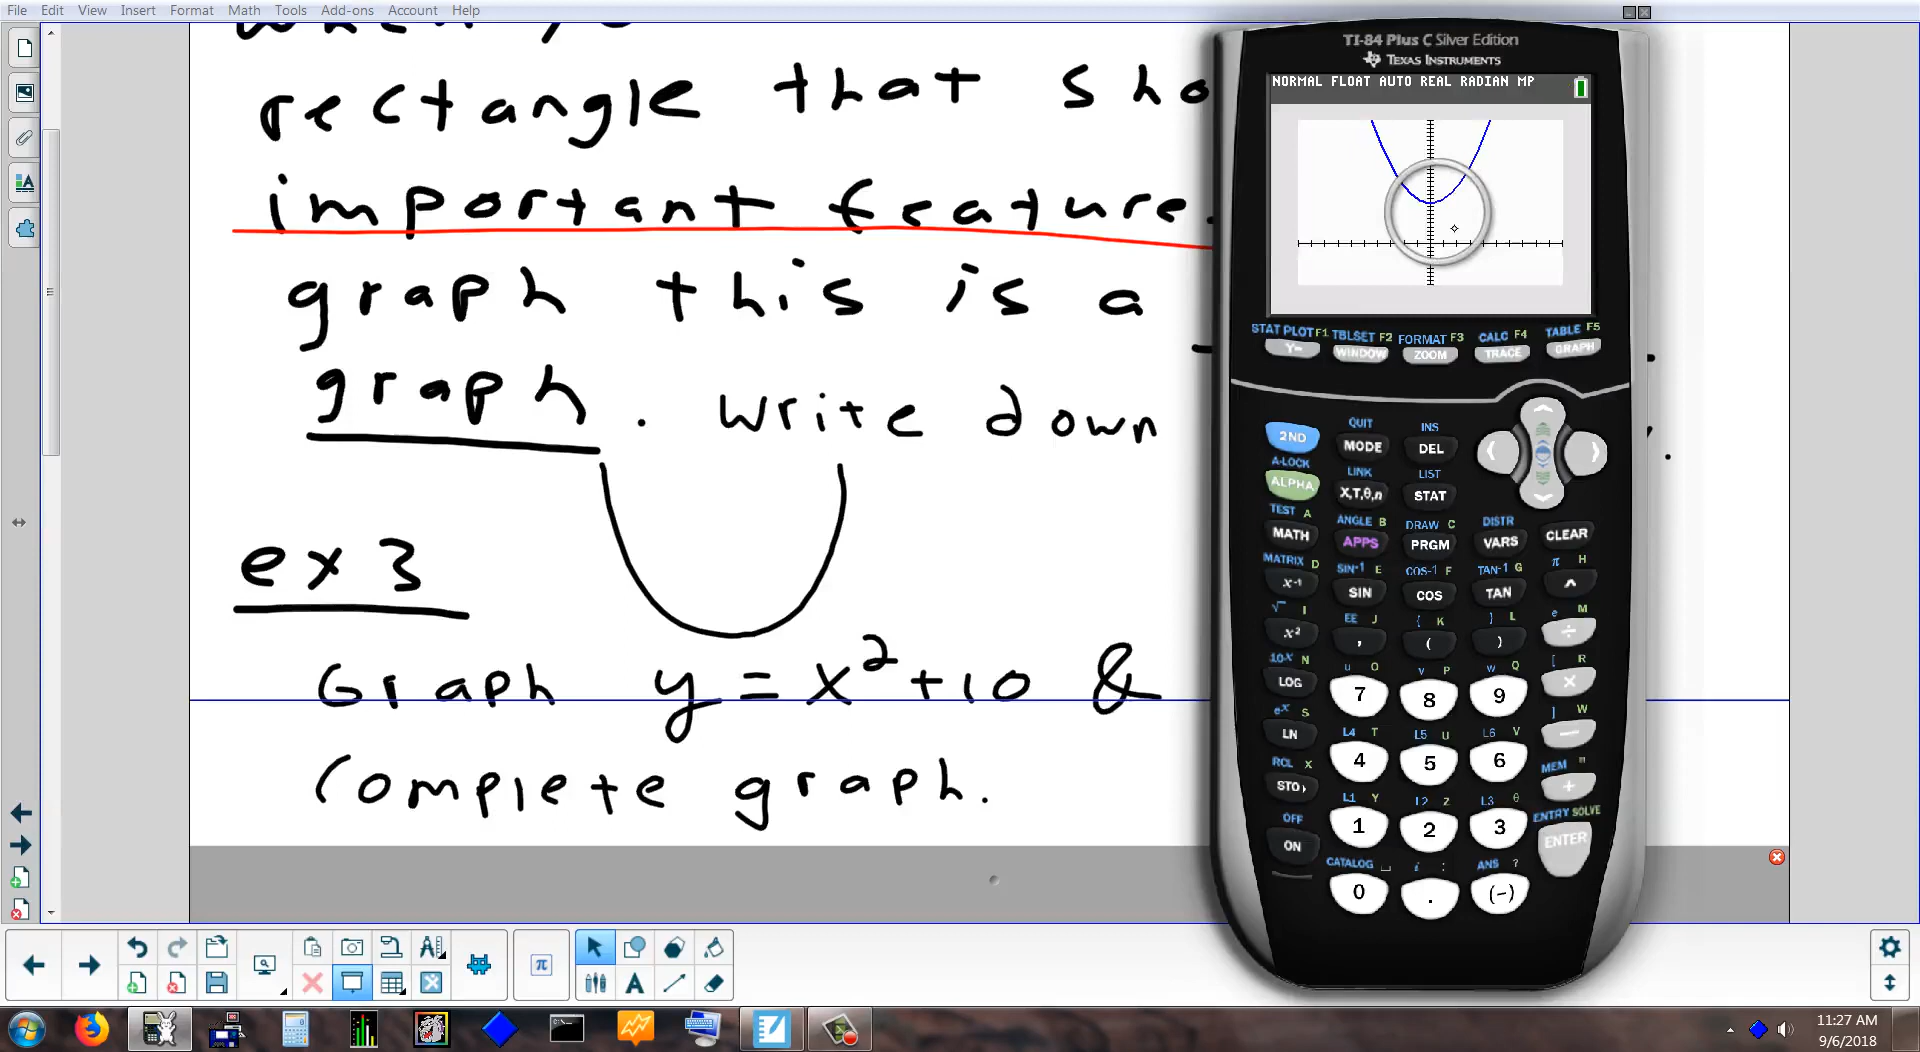 File Edit View Insert Format Math Tools Add-ons Account Help
rectangle that sho
important feature.
graph this is a
graph. Write down
ex 3
Graph y = x²+10 &
Complete graph.
TI-84 Plus C Silver Edition
TEXAS INSTRUMENTS
NORMAL FLOAT AUTO REAL RADIAN MP
STAT PLOT F1 TBLSET F2 FORMAT F3 CALC F4 TABLE F5
Y= WINDOW ZOOM TRACE GRAPH
QUIT INS
2ND MODE DEL
A-LOCK LINK LIST
ALPHA X,T,θ,n STAT
TEST A ANGLE B DRAW C DISTR
MATH APPS PRGM VARS CLEAR
MATRIX D SIN-1 E COS-1 F TAN-1 G π H
x-1 SIN COS TAN ^
√ I EE J { K } L e M
x² , ( ) ÷
10x N u O v P w Q [ R
LOG 7 8 9 ×
ex S L4 T L5 U L6 V ] W
LN 4 5 6 −
RCL X L1 Y L2 Z L3 θ MEM "
STO▸ 1 2 3 +
OFF CATALOG ⎵ i : ANS ? ENTRY SOLVE
ON 0 . (-) ENTER
π
A
11:27 AM
9/6/2018